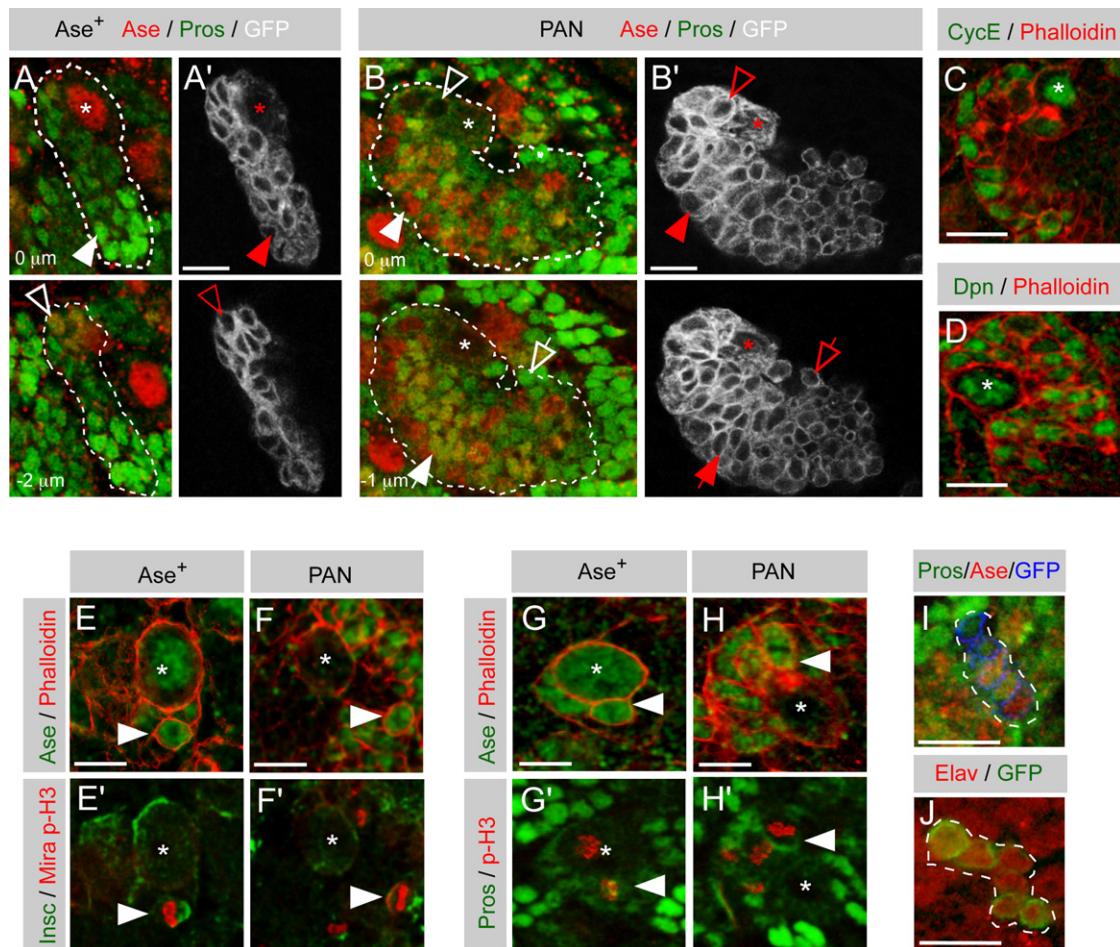 Ase+ Ase / Pros / GFP
PAN Ase / Pros / GFP
CycE / Phalloidin
A
A'
B
B'
C
0 µm
0 µm
Dpn / Phalloidin
D
-2 µm
-1 µm
Ase+
PAN
Ase+
PAN
Pros/Ase/GFP
Ase / Phalloidin
E
F
Ase / Phalloidin
G
H
I
Elav / GFP
Insc / Mira p-H3
E'
F'
Pros / p-H3
G'
H'
J